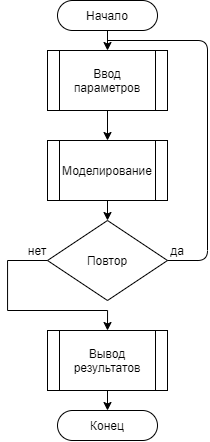 Начало
Ввод
параметров
Моделирование
нет
Повтор
да
Вывод
результатов
Конец